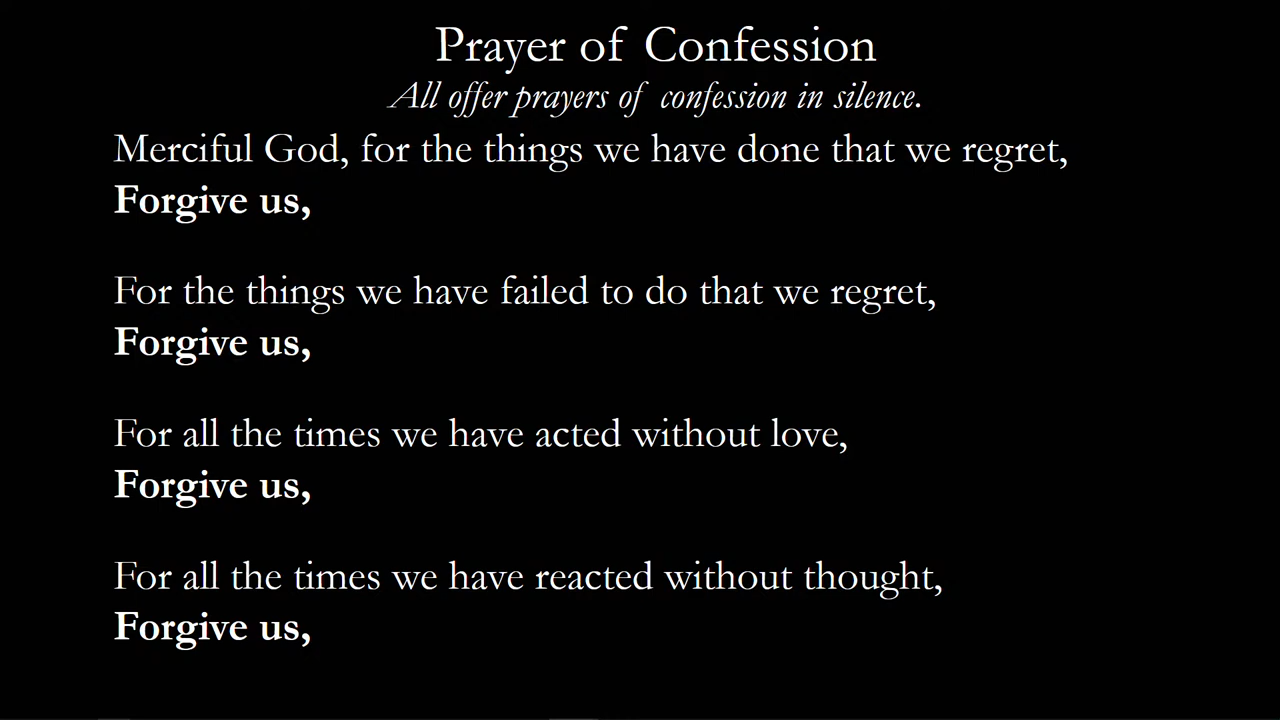 Prayer of Confession
All offer prayers of confession in silence.
Merciful God, for the things we have done that we regret,
Forgive us,
For the things we have failed to do that we regret,
Forgive us,
For all the times we have acted without love,
Forgive us,
For all the times we have reacted without thought,
Forgive us,